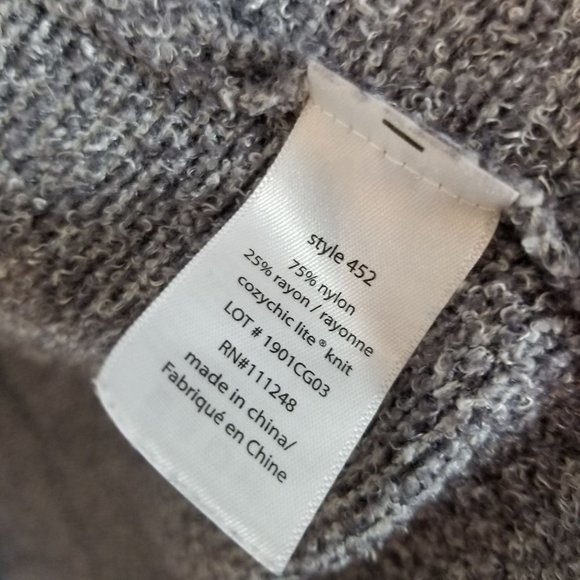 style 452
75% nylon
25% rayon / rayonne
cozychic lite® knit
LOT # 1901CG03
RN#111248
made in china/
Fabriqué en Chine